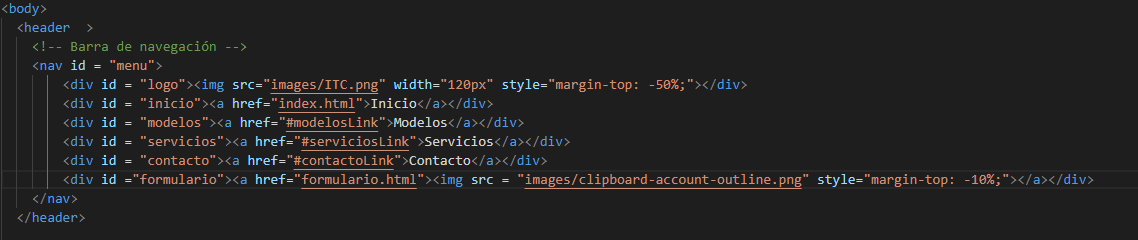 <body>
<header  >
<!-- Barra de navegación -->
<nav id = "menu">
<div id = "logo"><img src="images/ITC.png" width="120px" style="margin-top: -50%;"></div>
<div id = "inicio"><a href="index.html">Inicio</a></div>
<div id = "modelos"><a href="#modelosLink">Modelos</a></div>
<div id = "servicios"><a href="#serviciosLink">Servicios</a></div>
<div id = "contacto"><a href="#contactoLink">Contacto</a></div>
<div id ="formulario"><a href="formulario.html"><img src = "images/clipboard-account-outline.png" style="margin-top: -10%;"></a></div>
</nav>
</header>